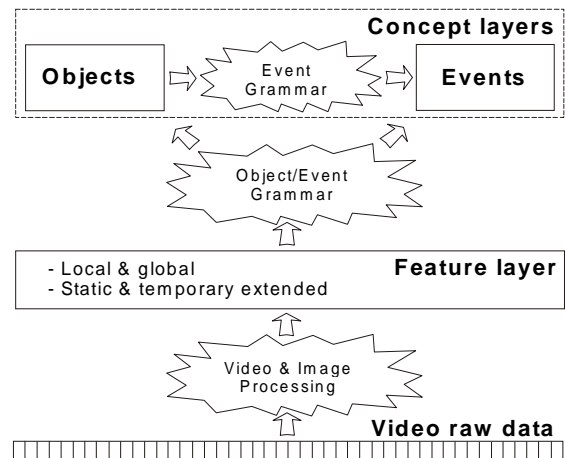 Concept layers
Objects
Event
Grammar
Events
Object/Event
Grammar
- Local & global
- Static & temporary extended
Feature layer
Video & Image
Processing
Video raw data